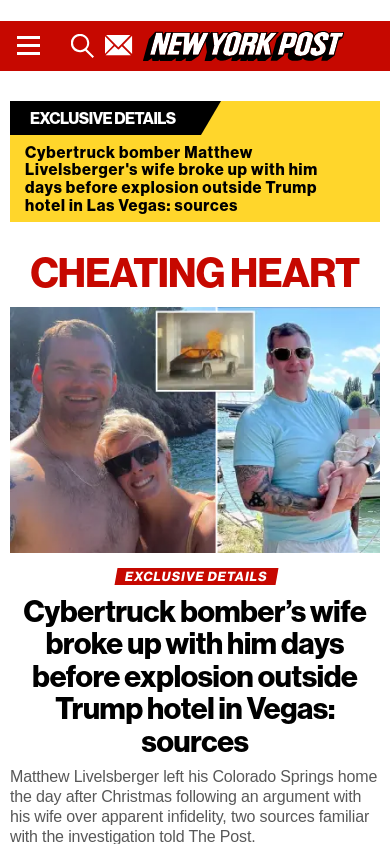 NEW YORK POST
EXCLUSIVE DETAILS
Cybertruck bomber Matthew
Livelsberger's wife broke up with him
days before explosion outside Trump
hotel in Las Vegas: sources
CHEATING HEART
EXCLUSIVE DETAILS
Cybertruck bomber’s wife
broke up with him days
before explosion outside
Trump hotel in Vegas:
sources
Matthew Livelsberger left his Colorado Springs home
the day after Christmas following an argument with
his wife over apparent infidelity, two sources familiar
with the investigation told The Post.